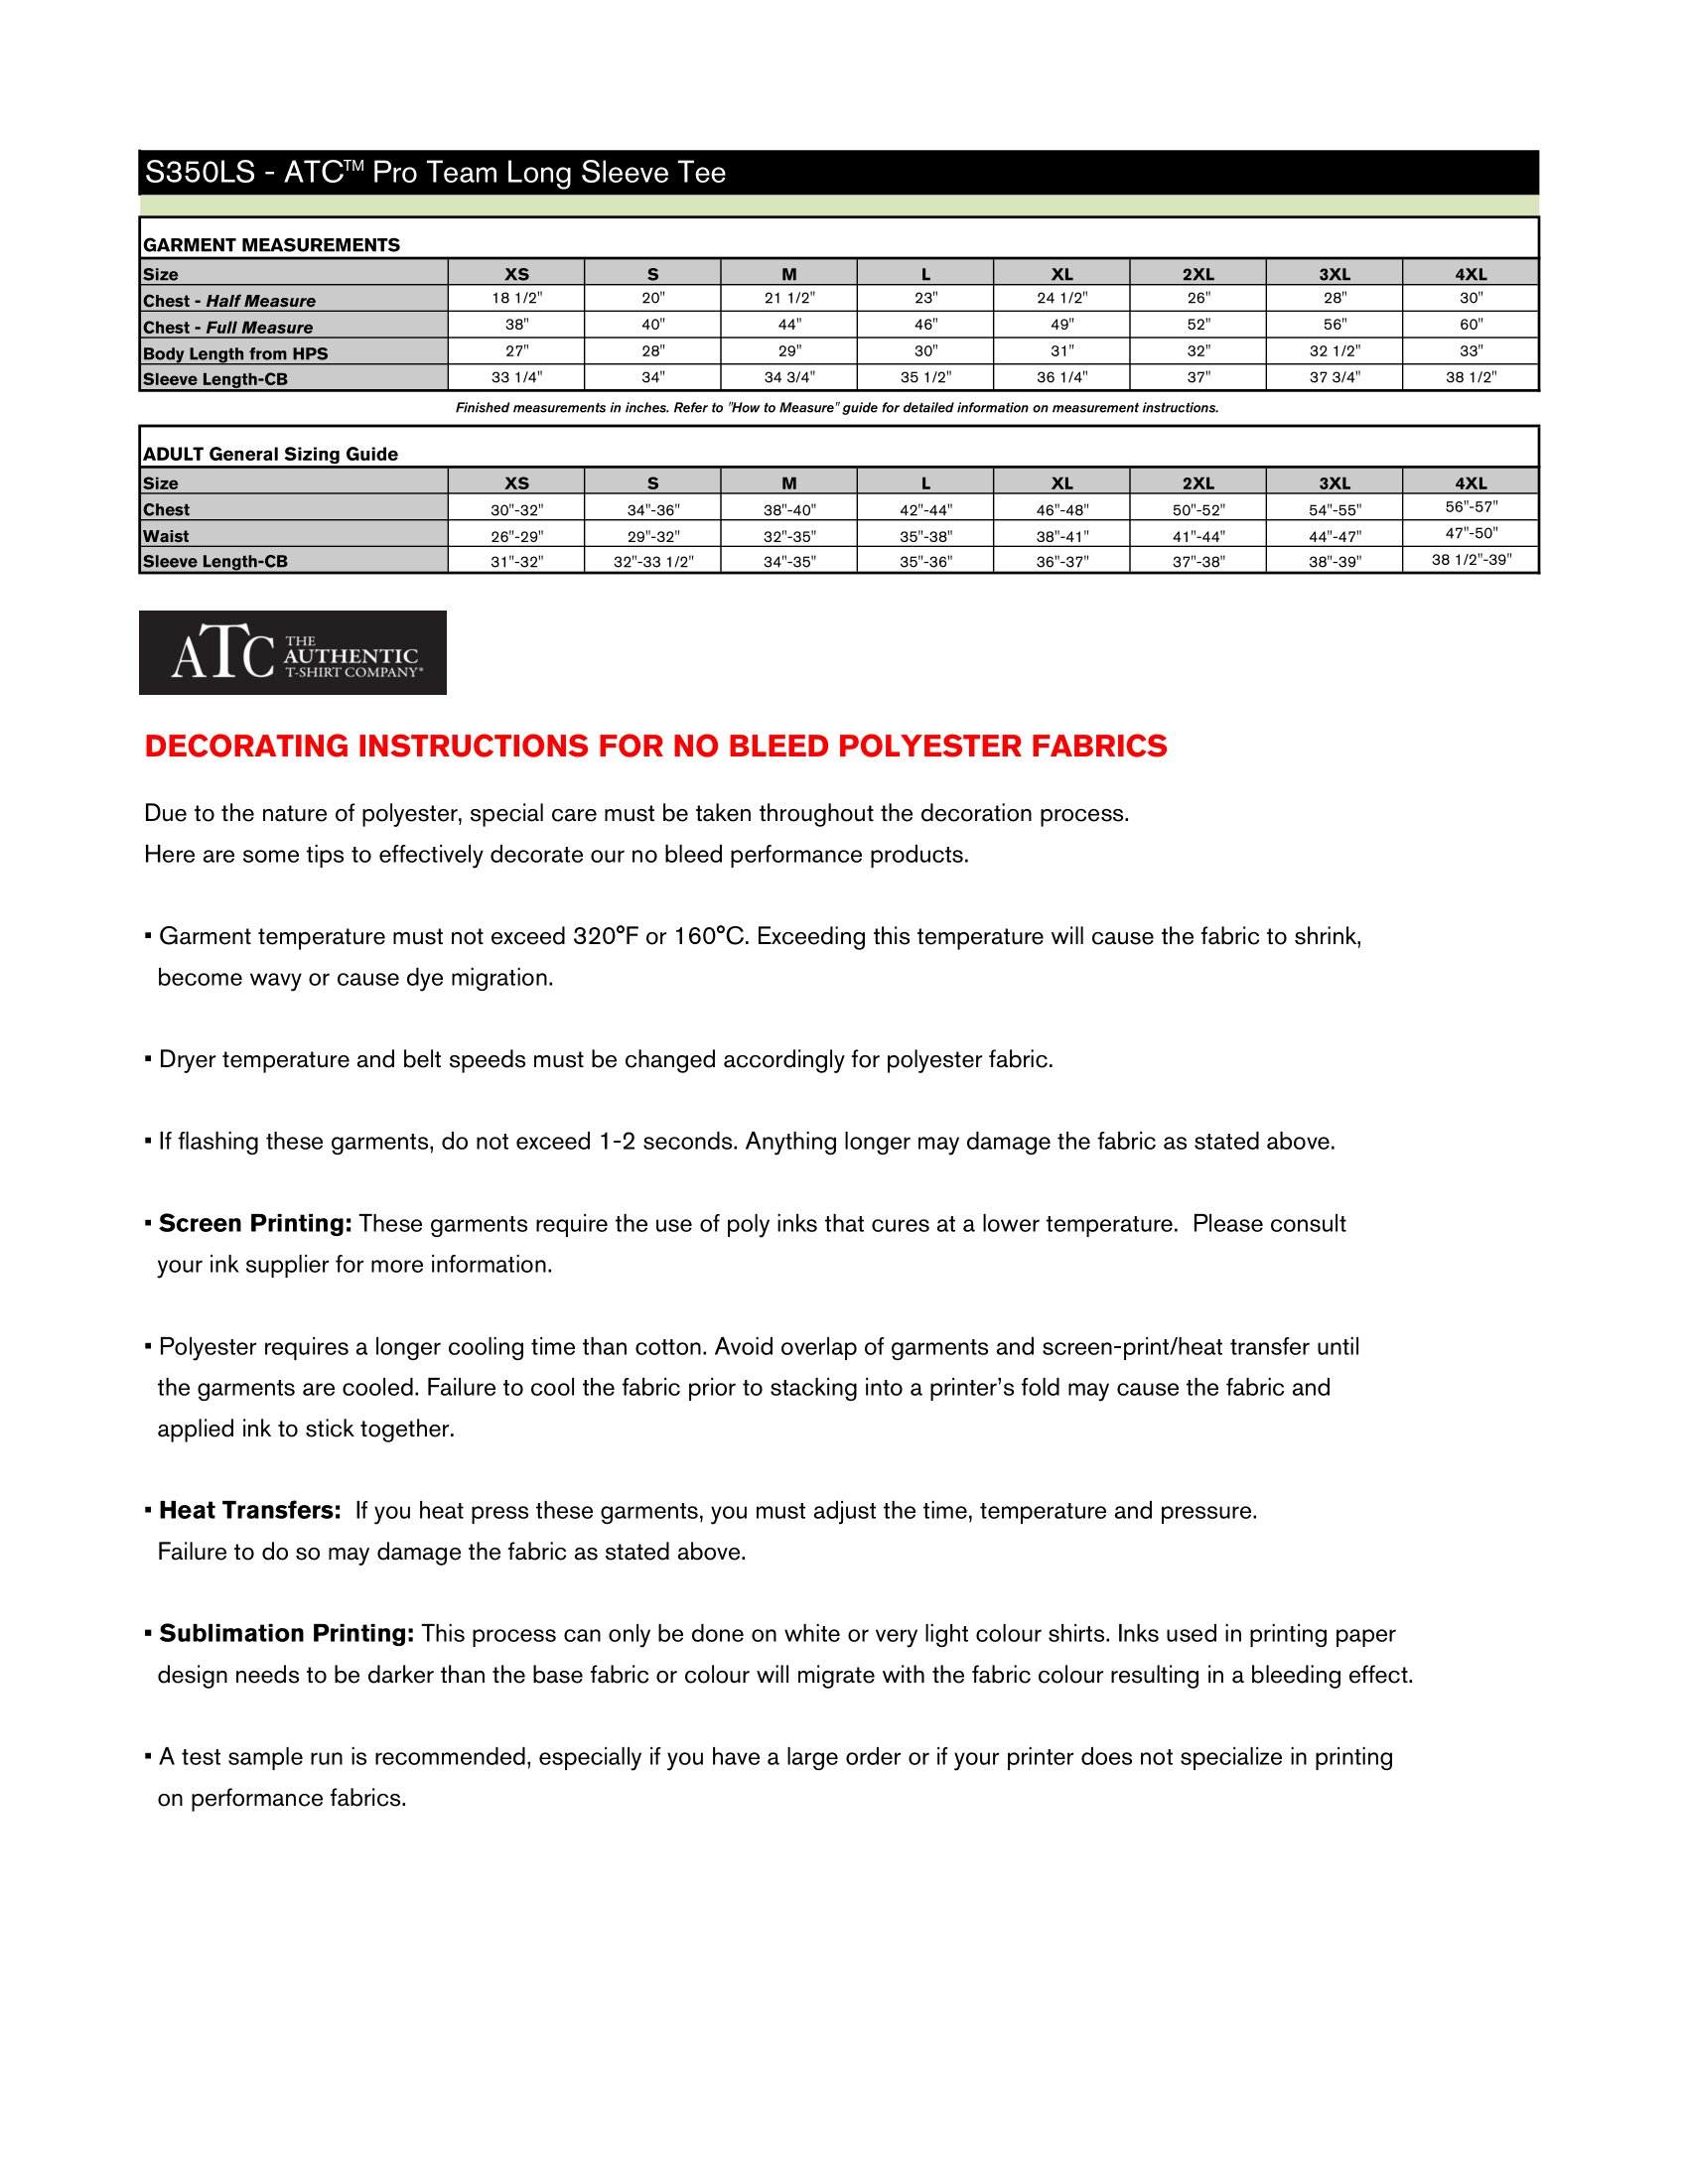 S350LS - ATC™ Pro Team Long Sleeve Tee
GARMENT MEASUREMENTS
Size XS S M L XL 2XL 3XL 4XL
Chest - Half Measure 18 1/2" 20" 21 1/2" 23" 24 1/2" 26" 28" 30"
Chest - Full Measure 38" 40" 44" 46" 49" 52" 56" 60"
Body Length from HPS 27" 28" 29" 30" 31" 32" 32 1/2" 33"
Sleeve Length-CB 33 1/4" 34" 34 3/4" 35 1/2" 36 1/4" 37" 37 3/4" 38 1/2"
Finished measurements in inches. Refer to "How to Measure" guide for detailed information on measurement instructions.
ADULT General Sizing Guide
Size XS S M L XL 2XL 3XL 4XL
Chest 30"-32" 34"-36" 38"-40" 42"-44" 46"-48" 50"-52" 54"-55" 56"-57"
Waist 26"-29" 29"-32" 32"-35" 35"-38" 38"-41" 41"-44" 44"-47" 47"-50"
Sleeve Length-CB 31"-32" 32"-33 1/2" 34"-35" 35"-36" 36"-37" 37"-38" 38"-39" 38 1/2"-39"
ATC THE
AUTHENTIC
T-SHIRT COMPANY®
DECORATING INSTRUCTIONS FOR NO BLEED POLYESTER FABRICS
Due to the nature of polyester, special care must be taken throughout the decoration process.
Here are some tips to effectively decorate our no bleed performance products.
▪ Garment temperature must not exceed 320°F or 160°C. Exceeding this temperature will cause the fabric to shrink,
become wavy or cause dye migration.
▪ Dryer temperature and belt speeds must be changed accordingly for polyester fabric.
▪ If flashing these garments, do not exceed 1-2 seconds. Anything longer may damage the fabric as stated above.
▪ Screen Printing: These garments require the use of poly inks that cures at a lower temperature.  Please consult
your ink supplier for more information.
▪ Polyester requires a longer cooling time than cotton. Avoid overlap of garments and screen-print/heat transfer until
the garments are cooled. Failure to cool the fabric prior to stacking into a printer’s fold may cause the fabric and
applied ink to stick together.
▪ Heat Transfers:  If you heat press these garments, you must adjust the time, temperature and pressure.
Failure to do so may damage the fabric as stated above.
▪ Sublimation Printing: This process can only be done on white or very light colour shirts. Inks used in printing paper
design needs to be darker than the base fabric or colour will migrate with the fabric colour resulting in a bleeding effect.
▪ A test sample run is recommended, especially if you have a large order or if your printer does not specialize in printing
on performance fabrics.